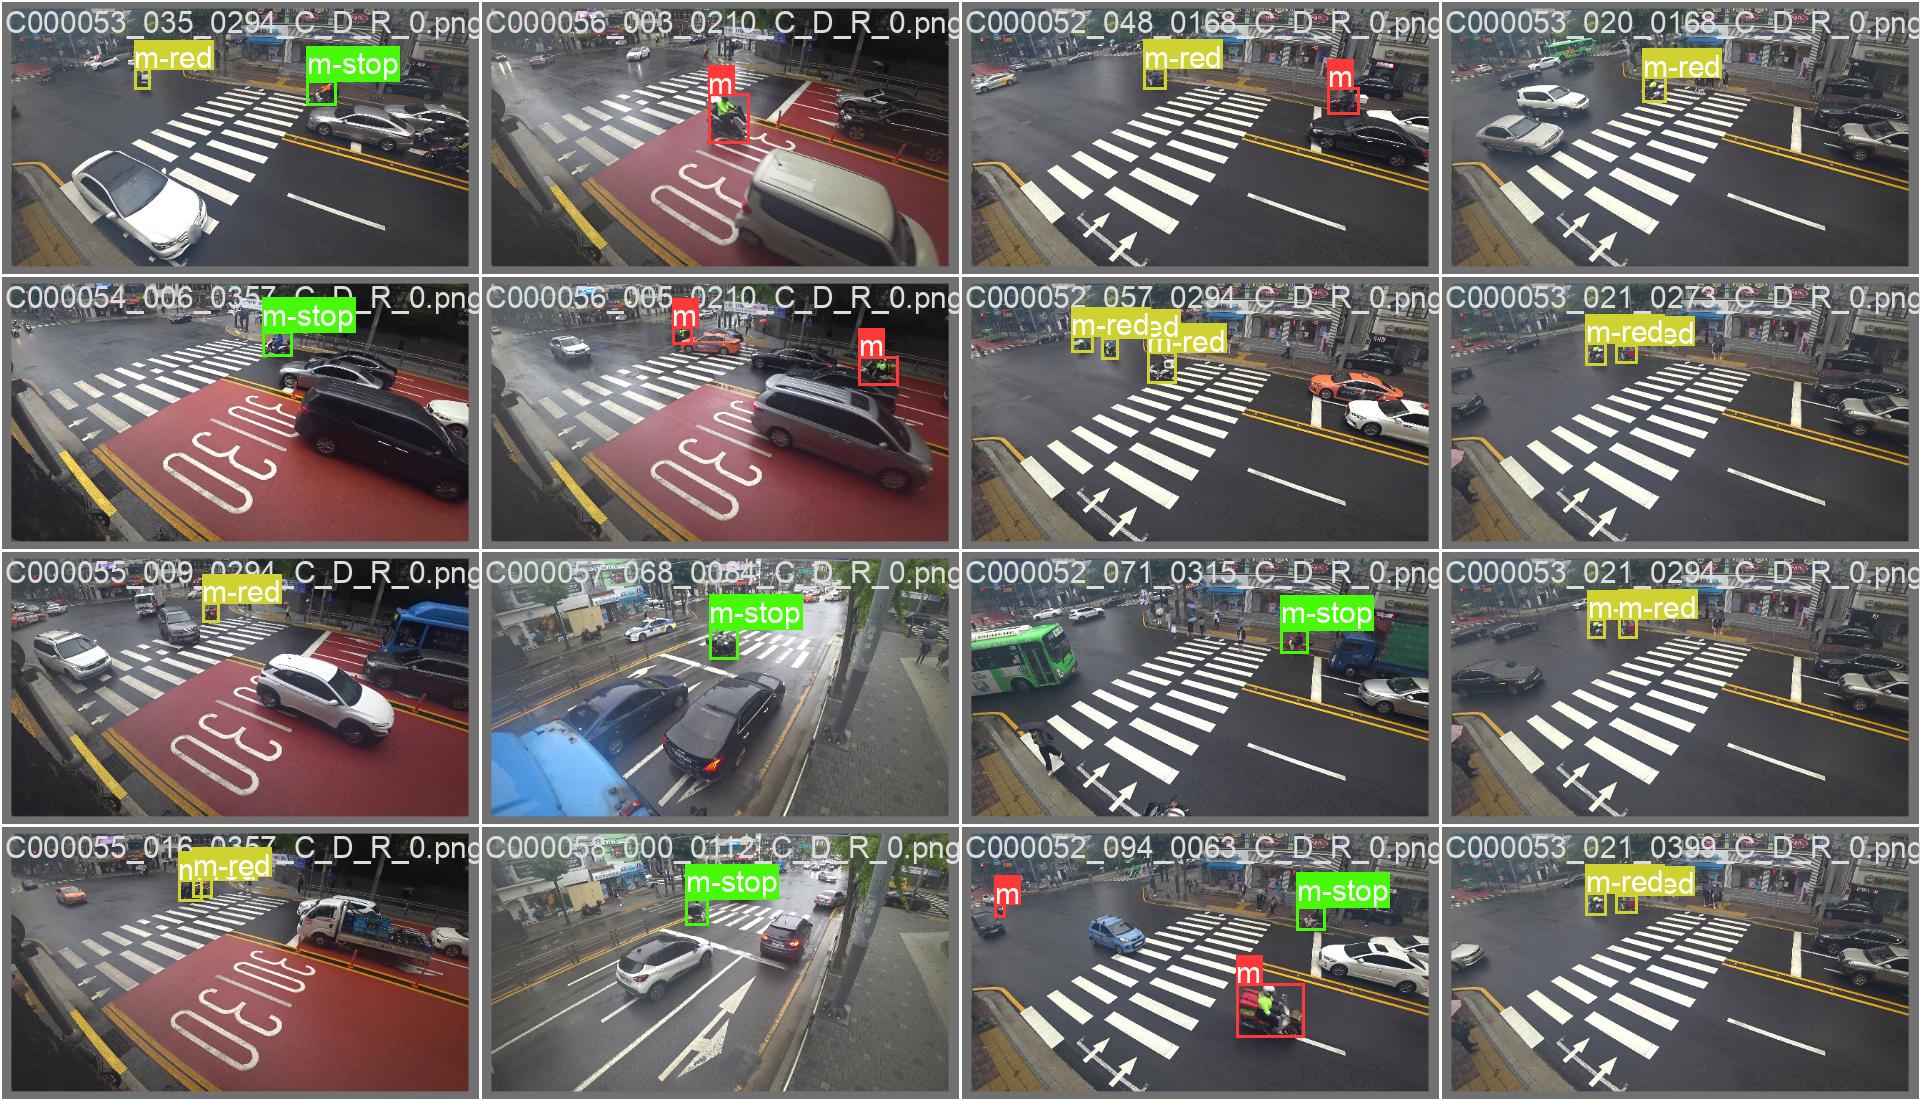 C000053_035_0294_C_D_R_0.png
m-red
m-stop
C000056_003_0210_C_D_R_0.png
m
30
C000052_048_0168_C_D_R_0.png
m-red
m
C000053_020_0168_C_D_R_0.png
m-red
C000054_006_0357_C_D_R_0.png
m-stop
30
C000056_005_0210_C_D_R_0.png
m
m
30
C000052_057_0294_C_D_R_0.png
m-red
m-red
C000053_021_0273_C_D_R_0.png
m-red
C000055_009_0294_C_D_R_0.png
m-red
30
C000057_068_0084_C_D_R_0.png
m-stop
C000052_071_0315_C_D_R_0.png
m-stop
C000053_021_0294_C_D_R_0.png
m-red
C000055_016_0357_C_D_R_0.png
m-red
30
C000058_000_0112_C_D_R_0.png
m-stop
C000052_094_0063_C_D_R_0.png
m
m-stop
m
C000053_021_0399_C_D_R_0.png
m-red